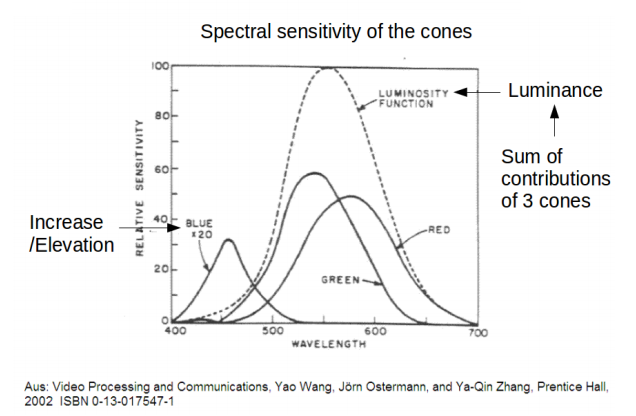 Spectral sensitivity of the cones
100
80
60
40
20
0
RELATIVE SENSITIVITY
LUMINOSITY
FUNCTION
Luminance
Sum of
contributions
of 3 cones
Increase
/Elevation
BLUE
x20
RED
GREEN
400
500
600
700
WAVELENGTH
Aus: Video Processing and Communications, Yao Wang, Jörn Ostermann, and Ya-Qin Zhang, Prentice Hall,
2002 ISBN 0-13-017547-1